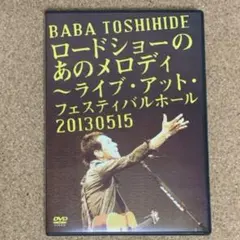 BABA TOSHIHIDE
ロードショーの
あのメロディ
～ライブ・アット・
フェスティバルホール
20130515
DVD